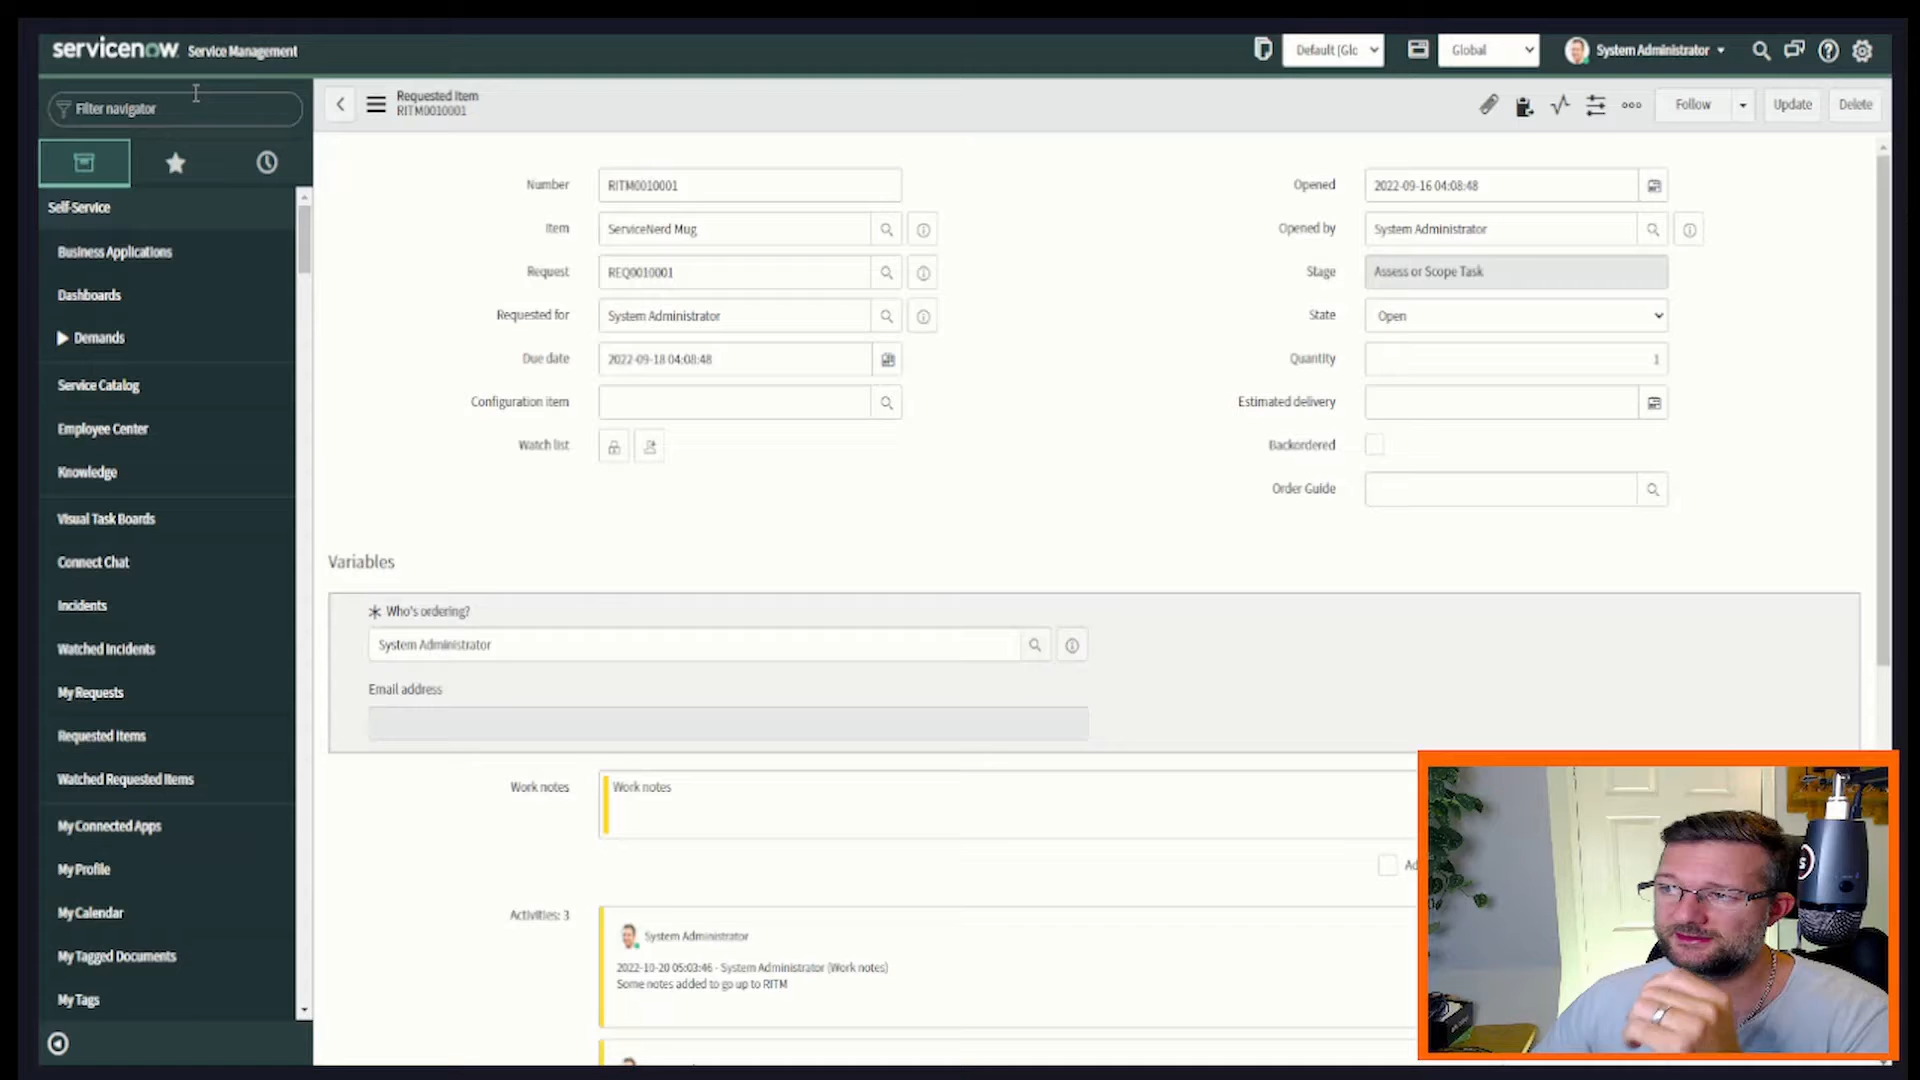 servicenow Service Management
Default [Glc
Global
System Administrator
Filter navigator
Requested Item
RITM0010001
Follow
Update
Delete
Self-Service
Business Applications
Dashboards
Demands
Service Catalog
Employee Center
Knowledge
Visual Task Boards
Connect Chat
Incidents
Watched Incidents
My Requests
Requested Items
Watched Requested Items
My Connected Apps
My Profile
My Calendar
My Tagged Documents
My Tags
Number RITM0010001
Item ServiceNerd Mug
Request REQ0010001
Requested for System Administrator
Due date 2022-09-18 04:08:48
Configuration item
Watch list
Opened 2022-09-16 04:08:48
Opened by System Administrator
Stage Assess or Scope Task
State Open
Quantity 1
Estimated delivery
Backordered
Order Guide
Variables
Who's ordering?
System Administrator
Email address
Work notes Work notes
Activities: 3
System Administrator
2022-10-20 05:03:46 - System Administrator (Work notes)
Some notes added to go up to RITM